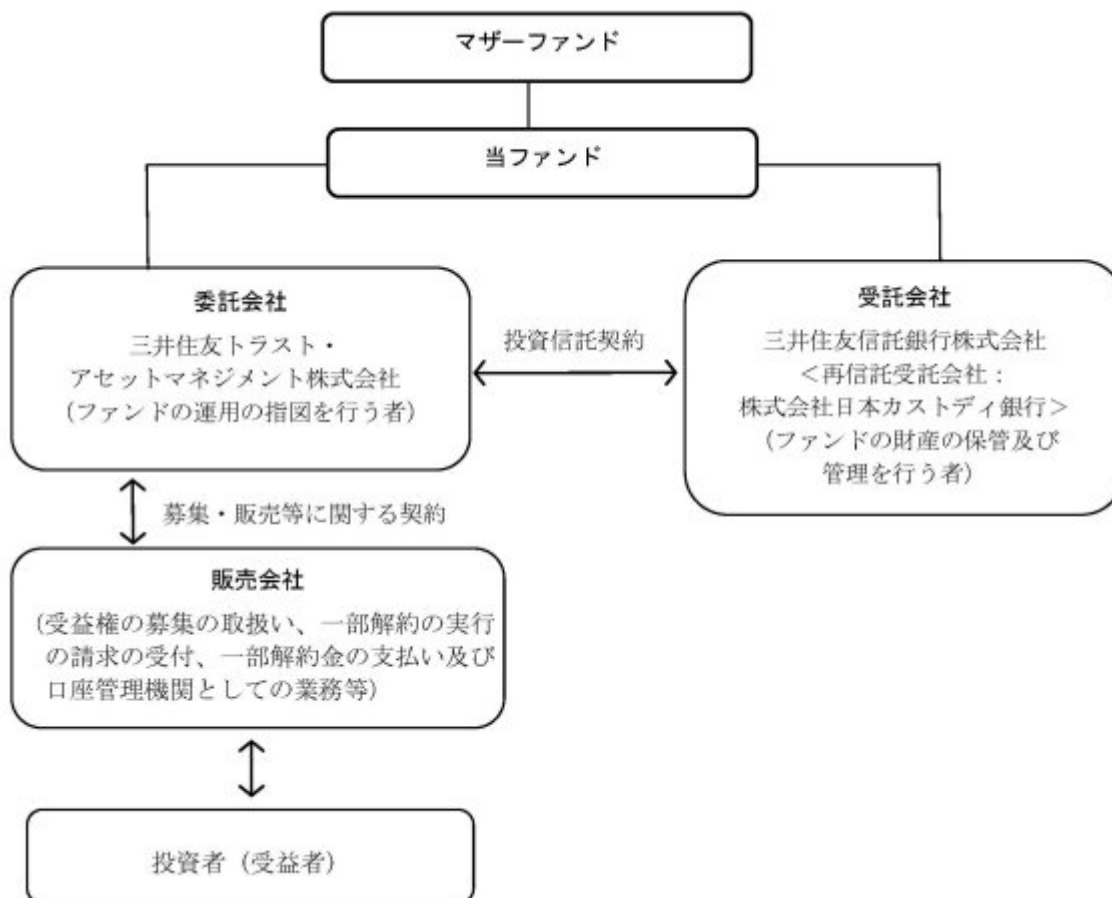 マザーファンド
当ファンド
委託会社
三井住友トラスト・
アセットマネジメント株式会社
(ファンドの運用の指図を行う者)
投資信託契約
受託会社
三井住友信託銀行株式会社
<再信託受託会社:
株式会社日本カストディ銀行>
(ファンドの財産の保管及び
管理を行う者)
募集・販売等に関する契約
販売会社
(受益権の募集の取扱い、一部解約の実行
の請求の受付、一部解約金の支払い及び
口座管理機関としての業務等)
投資者(受益者)